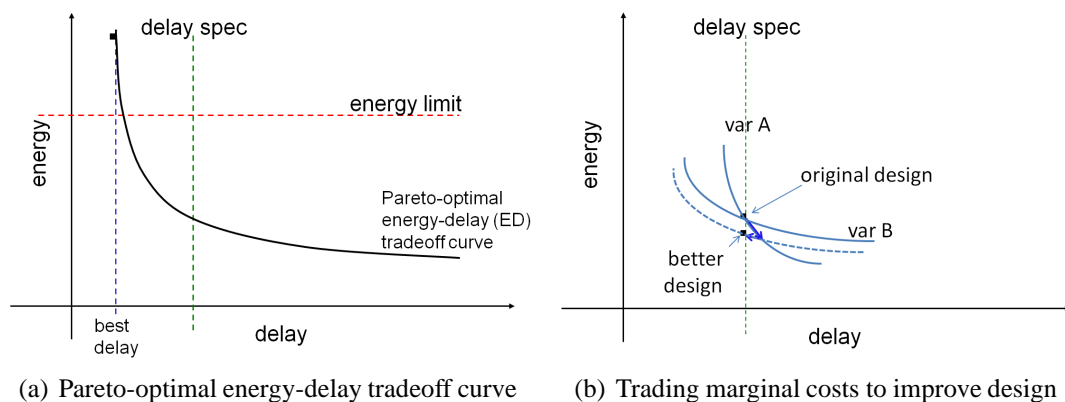 delay spec
energy limit
energy
Pareto-optimal
energy-delay (ED)
tradeoff curve
best
delay
delay
(a) Pareto-optimal energy-delay tradeoff curve
delay spec
var A
original design
energy
var B
better
design
delay
(b) Trading marginal costs to improve design